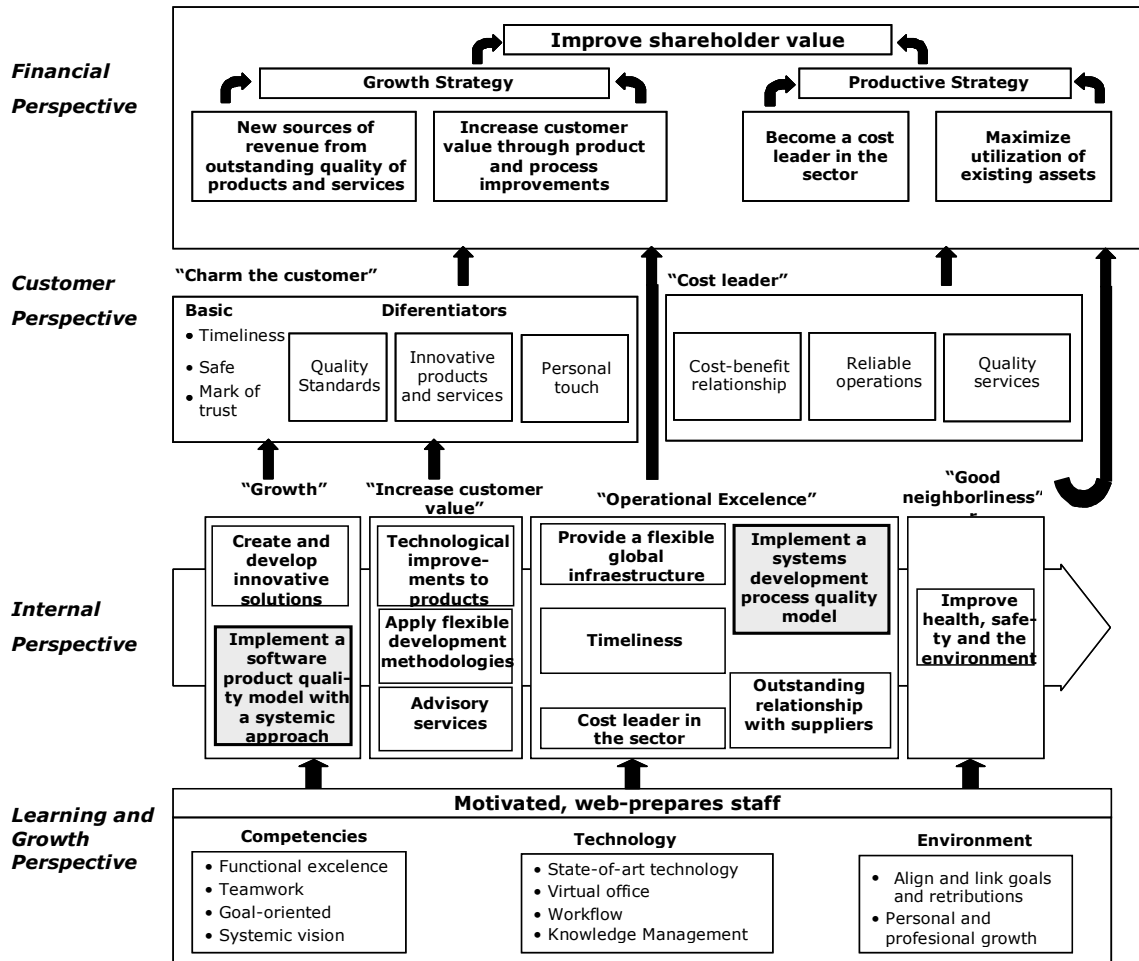 Improve shareholder value
Financial
Perspective
Growth Strategy
Productive Strategy
New sources of
revenue from
outstanding quality of
products and services
Increase customer
value through product
and process
improvements
Become a cost
leader in the
sector
Maximize
utilization of
existing assets
Customer
Perspective
“Charm the customer”
“Cost leader”
Basic
• Timeliness
• Safe
• Mark of
trust
Diferentiators
Quality
Standards
Innovative
products
and services
Personal
touch
Cost-benefit
relationship
Reliable
operations
Quality
services
“Growth”
“Increase customer
value”
“Operational Excelence”
“Good
neighborliness”
Internal
Perspective
Create and
develop
innovative
solutions
Implement a
software
product quali-
ty model with
a systemic
approach
Technological
improve-
ments to
products
Apply flexible
development
methodologies
Advisory
services
Provide a flexible
global
infraestructure
Timeliness
Cost leader in
the sector
Implement a
systems
development
process quality
model
Outstanding
relationship
with suppliers
Improve
health, safe-
ty and the
environment
Learning and
Growth
Perspective
Motivated, web-prepares staff
Competencies
• Functional excelence
• Teamwork
• Goal-oriented
• Systemic vision
Technology
• State-of-art technology
• Virtual office
• Workflow
• Knowledge Management
Environment
• Align and link goals
and retributions
• Personal and
profesional growth